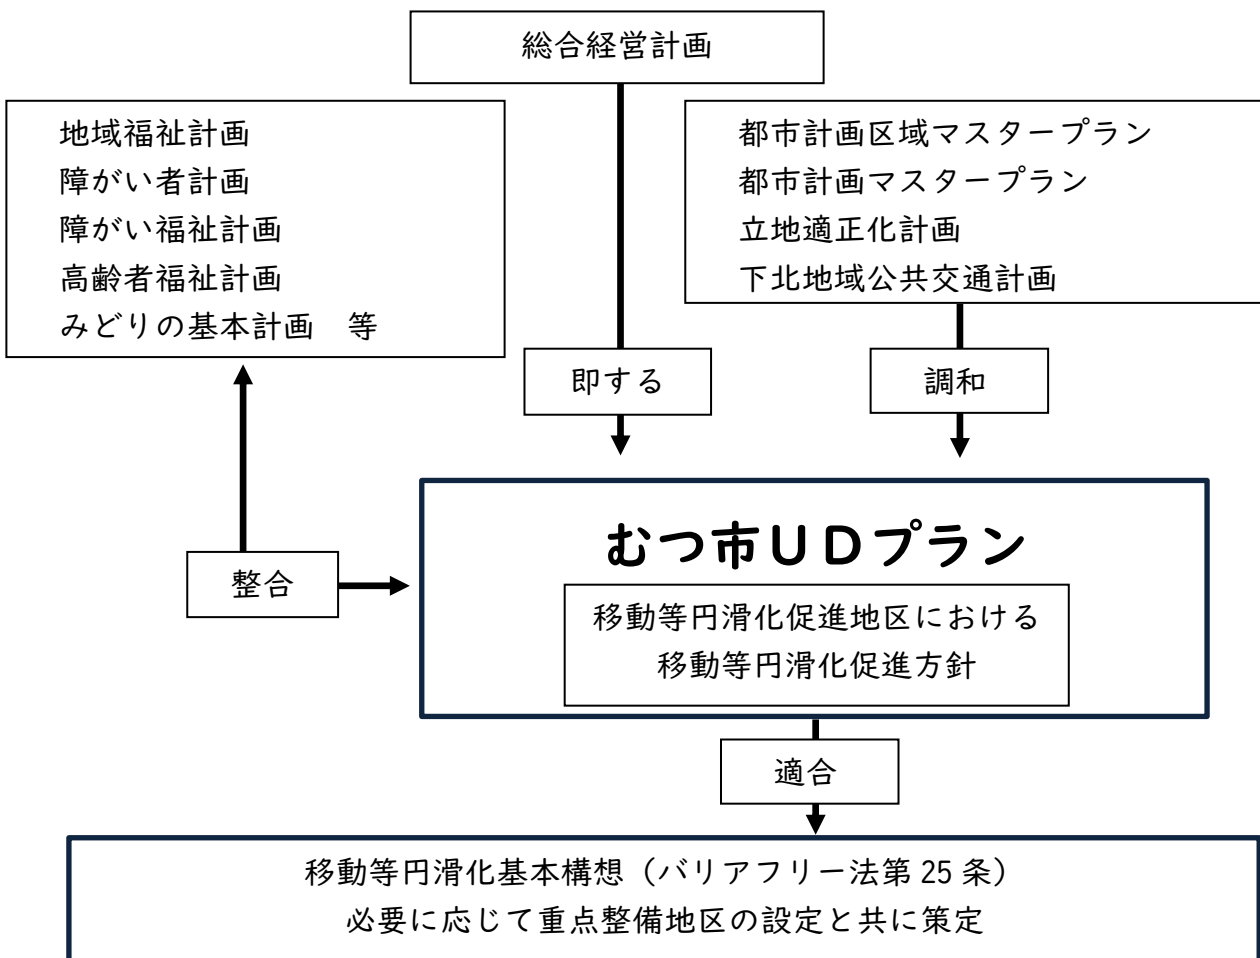 総合経営計画
地域福祉計画
障がい者計画
障がい福祉計画
高齢者福祉計画
みどりの基本計画　等
都市計画区域マスタープラン
都市計画マスタープラン
立地適正化計画
下北地域公共交通計画
即する
調和
整合
むつ市ＵＤプラン
移動等円滑化促進地区における
移動等円滑化促進方針
適合
移動等円滑化基本構想（バリアフリー法第 25 条）
必要に応じて重点整備地区の設定と共に策定